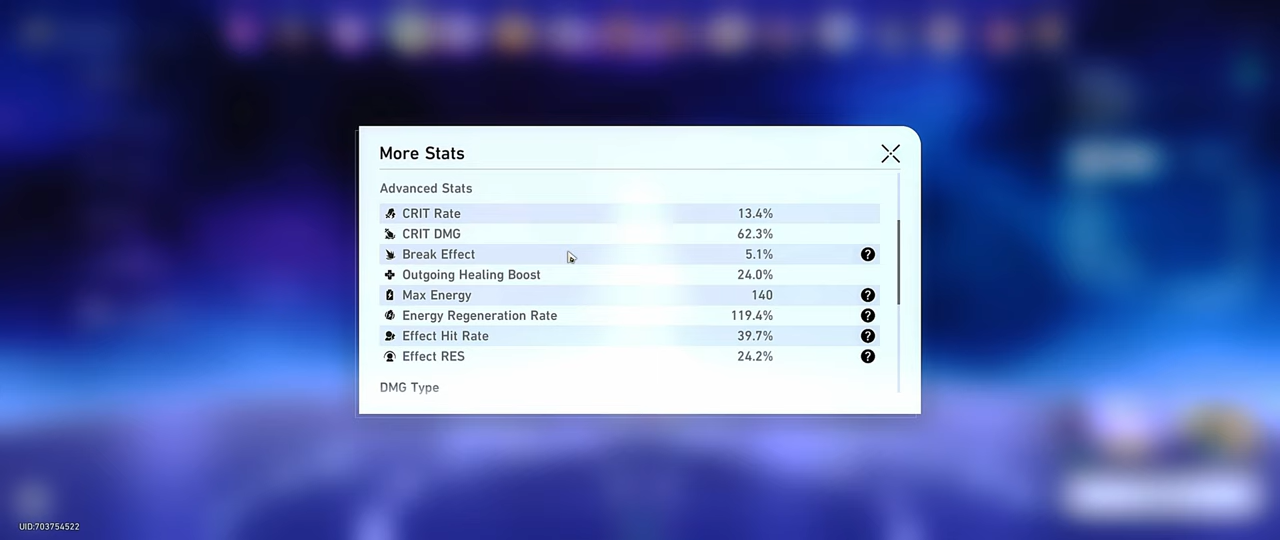 More Stats
Advanced Stats
CRIT Rate 13.4%
CRIT DMG 62.3%
Break Effect 5.1% ?
Outgoing Healing Boost 24.0%
Max Energy 140 ?
Energy Regeneration Rate 119.4% ?
Effect Hit Rate 39.7% ?
Effect RES 24.2% ?
DMG Type
UID:703754522